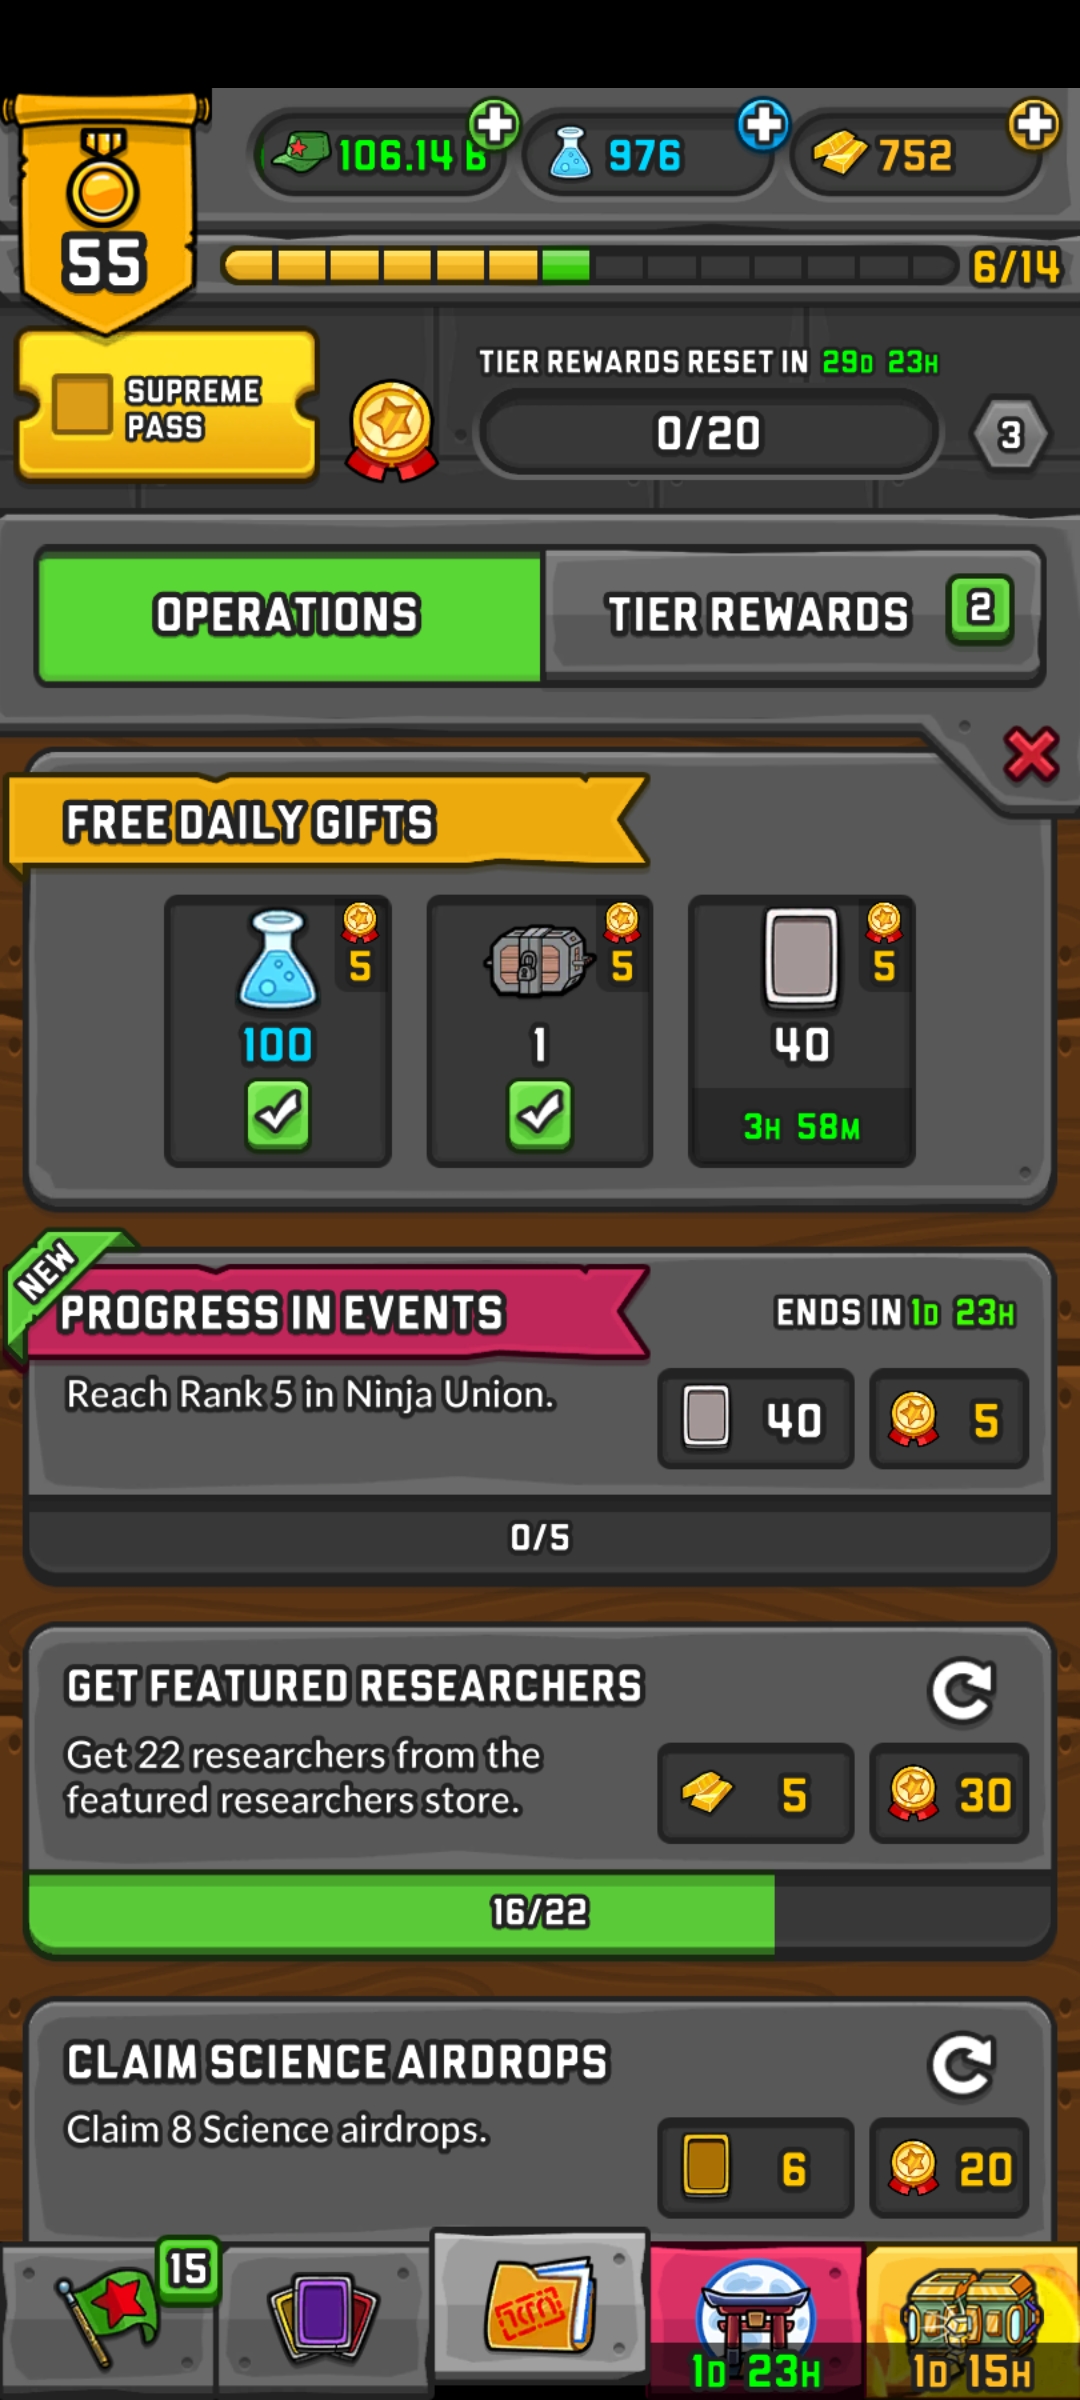 106.14 B
976
752
55
6/14
SUPREME
PASS
TIER REWARDS RESET IN 29D 23H
0/20
3
OPERATIONS
TIER REWARDS 2
FREE DAILY GIFTS
5
5
5
100
1
40
3H 58M
NEW
PROGRESS IN EVENTS
ENDS IN 1D 23H
Reach Rank 5 in Ninja Union.
40
5
0/5
GET FEATURED RESEARCHERS
Get 22 researchers from the
featured researchers store.
5
30
16/22
CLAIM SCIENCE AIRDROPS
Claim 8 Science airdrops.
6
20
15
1D 23H
1D 15H